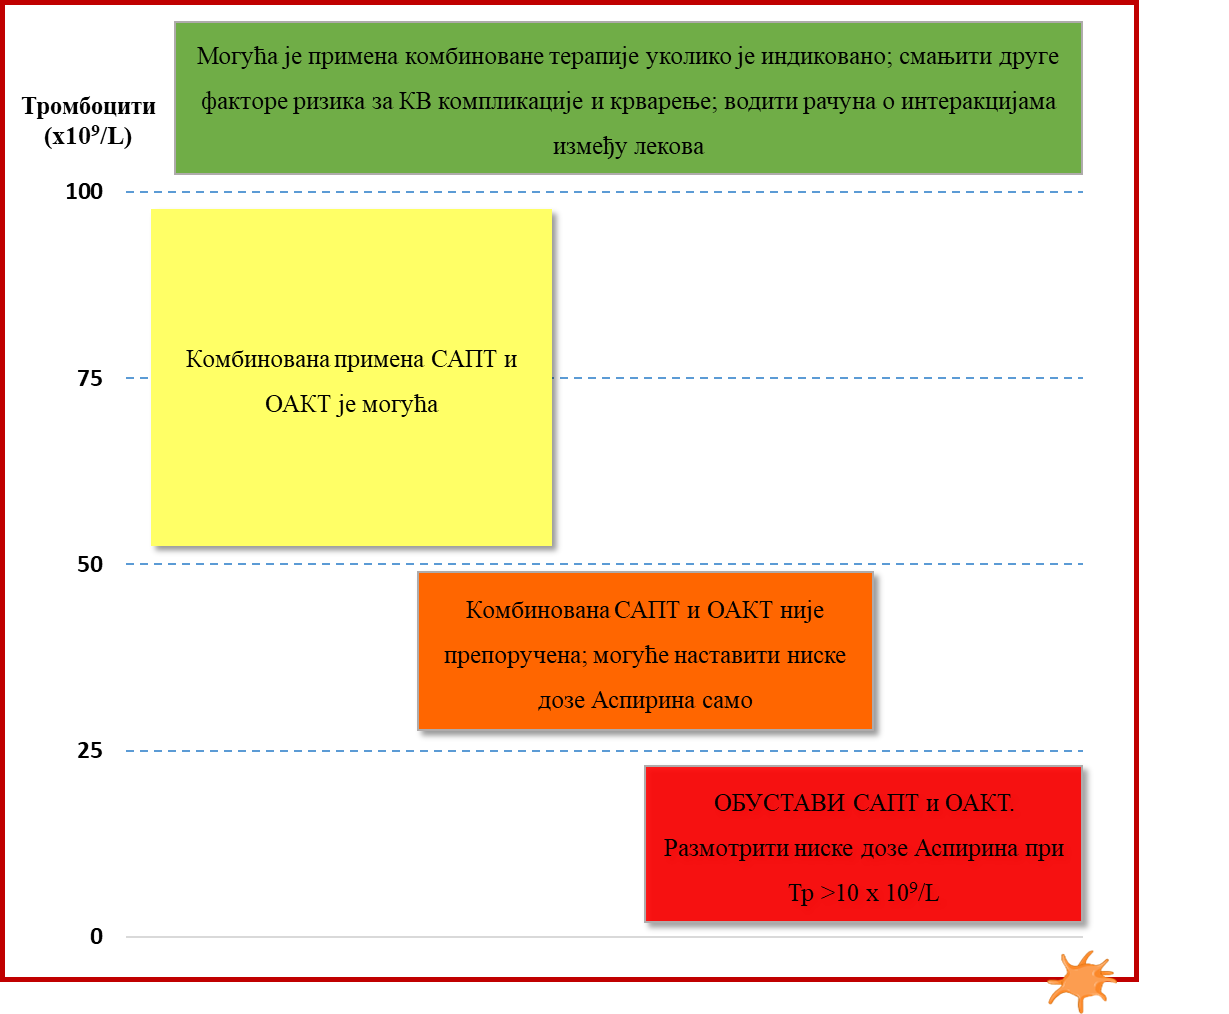 Могућа је примена комбиноване терапије уколико је индиковано; смањити друге
факторе ризика за КВ компликације и крварење; водити рачуна о интеракцијама
између лекова
Тромбоцити
(x10⁹/L)
100
Комбинована примена САПТ и
ОАКТ је могућа
75
50
Комбинована САПТ и ОАКТ није
препоручена; могуће наставити ниске
дозе Аспирина само
25
ОБУСТАВИ САПТ и ОАКТ.
Размотрити ниске дозе Аспирина при
Тр >10 x 10⁹/L
0